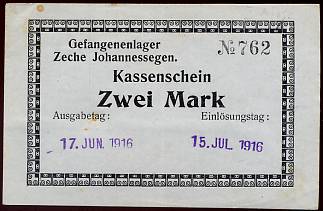 Gefangenenlager
Zeche Johannessegen.
№ 762
Kassenschein
Zwei Mark
Ausgabetag: Einlösungstag:
17. JUN. 1916 15. JUL. 1916